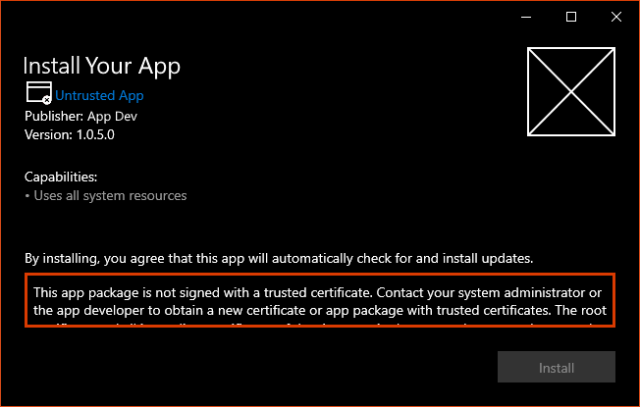 Install Your App
Untrusted App
Publisher: App Dev
Version: 1.0.5.0
Capabilities:
• Uses all system resources
By installing, you agree that this app will automatically check for and install updates.
This app package is not signed with a trusted certificate. Contact your system administrator or
the app developer to obtain a new certificate or app package with trusted certificates. The root
Install